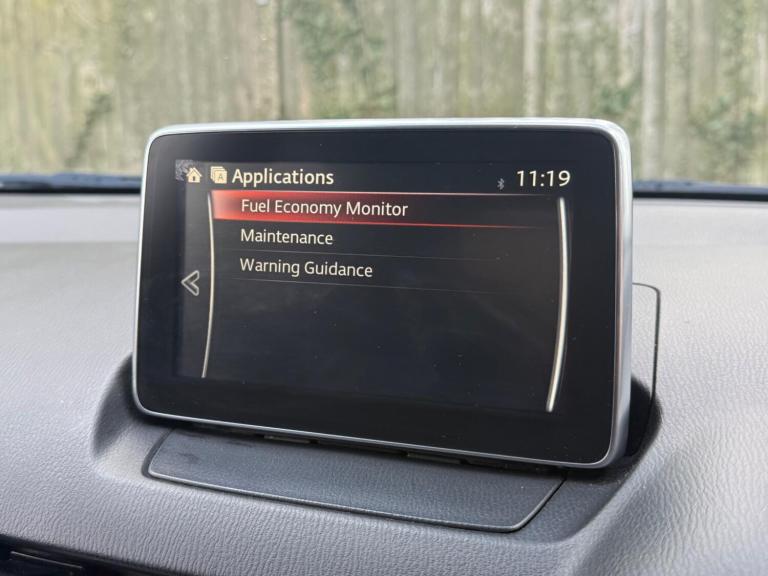 A Applications 11:19
Fuel Economy Monitor
Maintenance
Warning Guidance